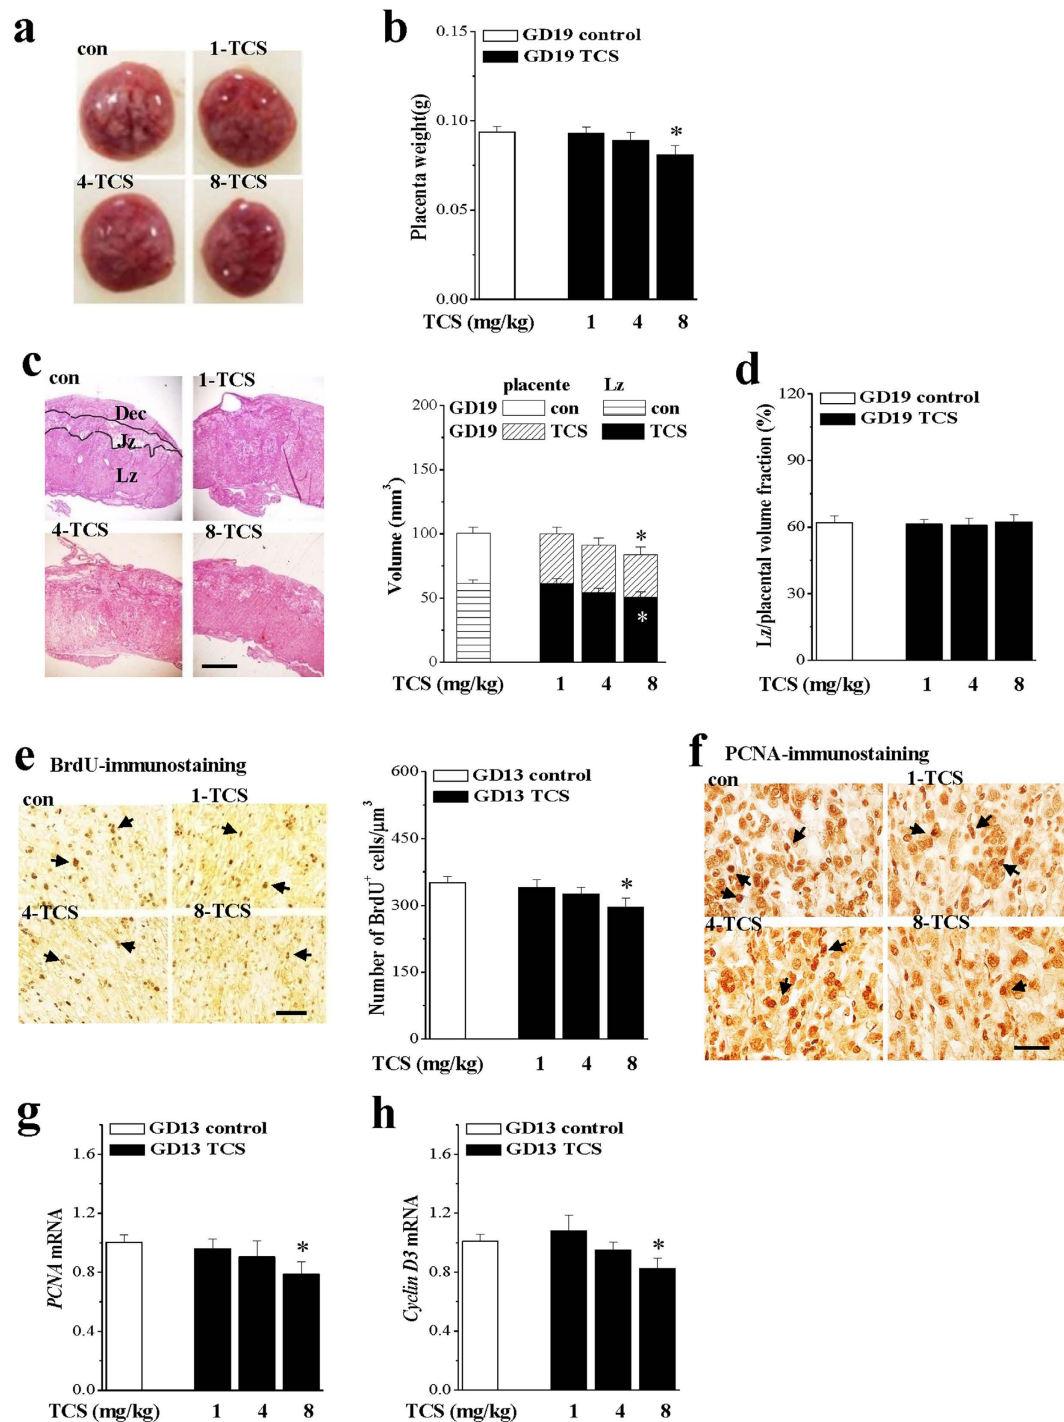 a
con
1-TCS
4-TCS
8-TCS
b
GD19 control
GD19 TCS
0.15
0.10
0.05
0.00
Placenta weight(g)
*
TCS (mg/kg) 1 4 8
c
con
1-TCS
Dec
Jz
Lz
4-TCS
8-TCS
placente Lz
GD19 con con
GD19 TCS TCS
200
150
100
50
0
Volume (mm³)
*
*
TCS (mg/kg) 1 4 8
d
GD19 control
GD19 TCS
120
90
60
30
0
Lz/placental volume fraction (%)
TCS (mg/kg) 1 4 8
e BrdU-immunostaining
con
1-TCS
4-TCS
8-TCS
GD13 control
GD13 TCS
600
450
300
150
0
Number of BrdU⁺ cells/μm³
*
TCS (mg/kg) 1 4 8
f PCNA-immunostaining
con
1-TCS
4-TCS
8-TCS
g
GD13 control
GD13 TCS
1.6
1.2
0.8
0.4
0.0
PCNA mRNA
*
TCS (mg/kg) 1 4 8
h
GD13 control
GD13 TCS
1.6
1.2
0.8
0.4
0.0
Cyclin D3 mRNA
*
TCS (mg/kg) 1 4 8